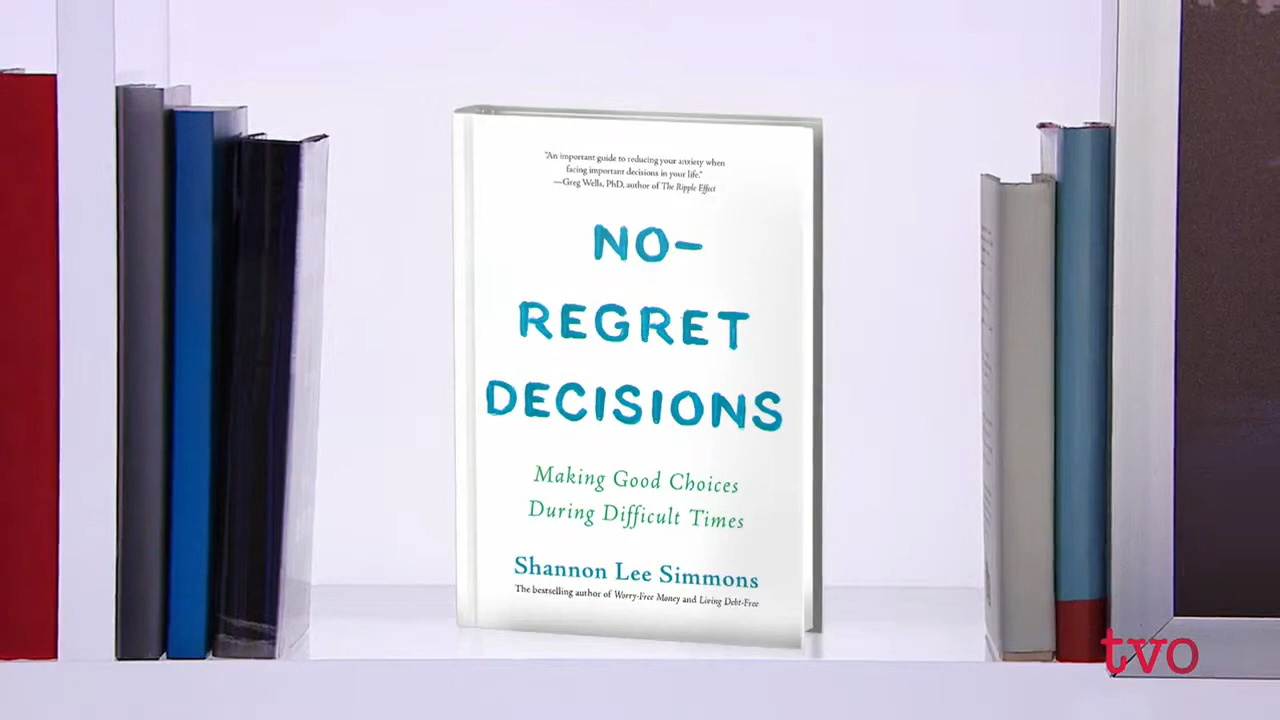 "An important guide to reducing your anxiety when
facing important decisions in your life."
—Greg Wells, PhD, author of The Ripple Effect
NO-
REGRET
DECISIONS
Making Good Choices
During Difficult Times
Shannon Lee Simmons
The bestselling author of Worry-Free Money and Living Debt-Free
tvo